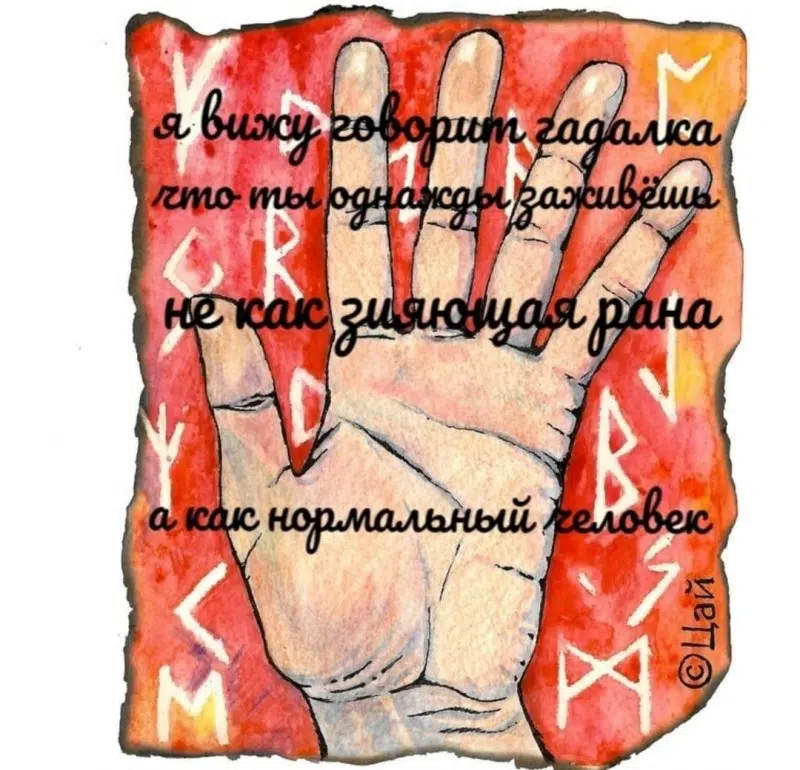 я вижу говорит гадалка
что ты однажды заживёшь
не как зияющая рана
а как нормальный человек
©Цай